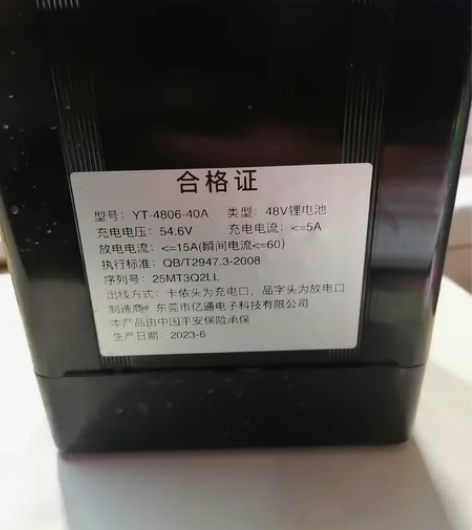 合格证
型号: YT-4806-40A 类型: 48V锂电池
充电电压: 54.6V 充电电流: <=5A
放电电流: <=15A(瞬间电流<=60)
执行标准: QB/T2947.3-2008
序列号: 25MT3Q2LL
出线方式: 卡侬头为充电口、品字头为放电口
制造商: 东莞市亿通电子科技有限公司
本产品由中国平安保险承保
生产日期: 2023-6